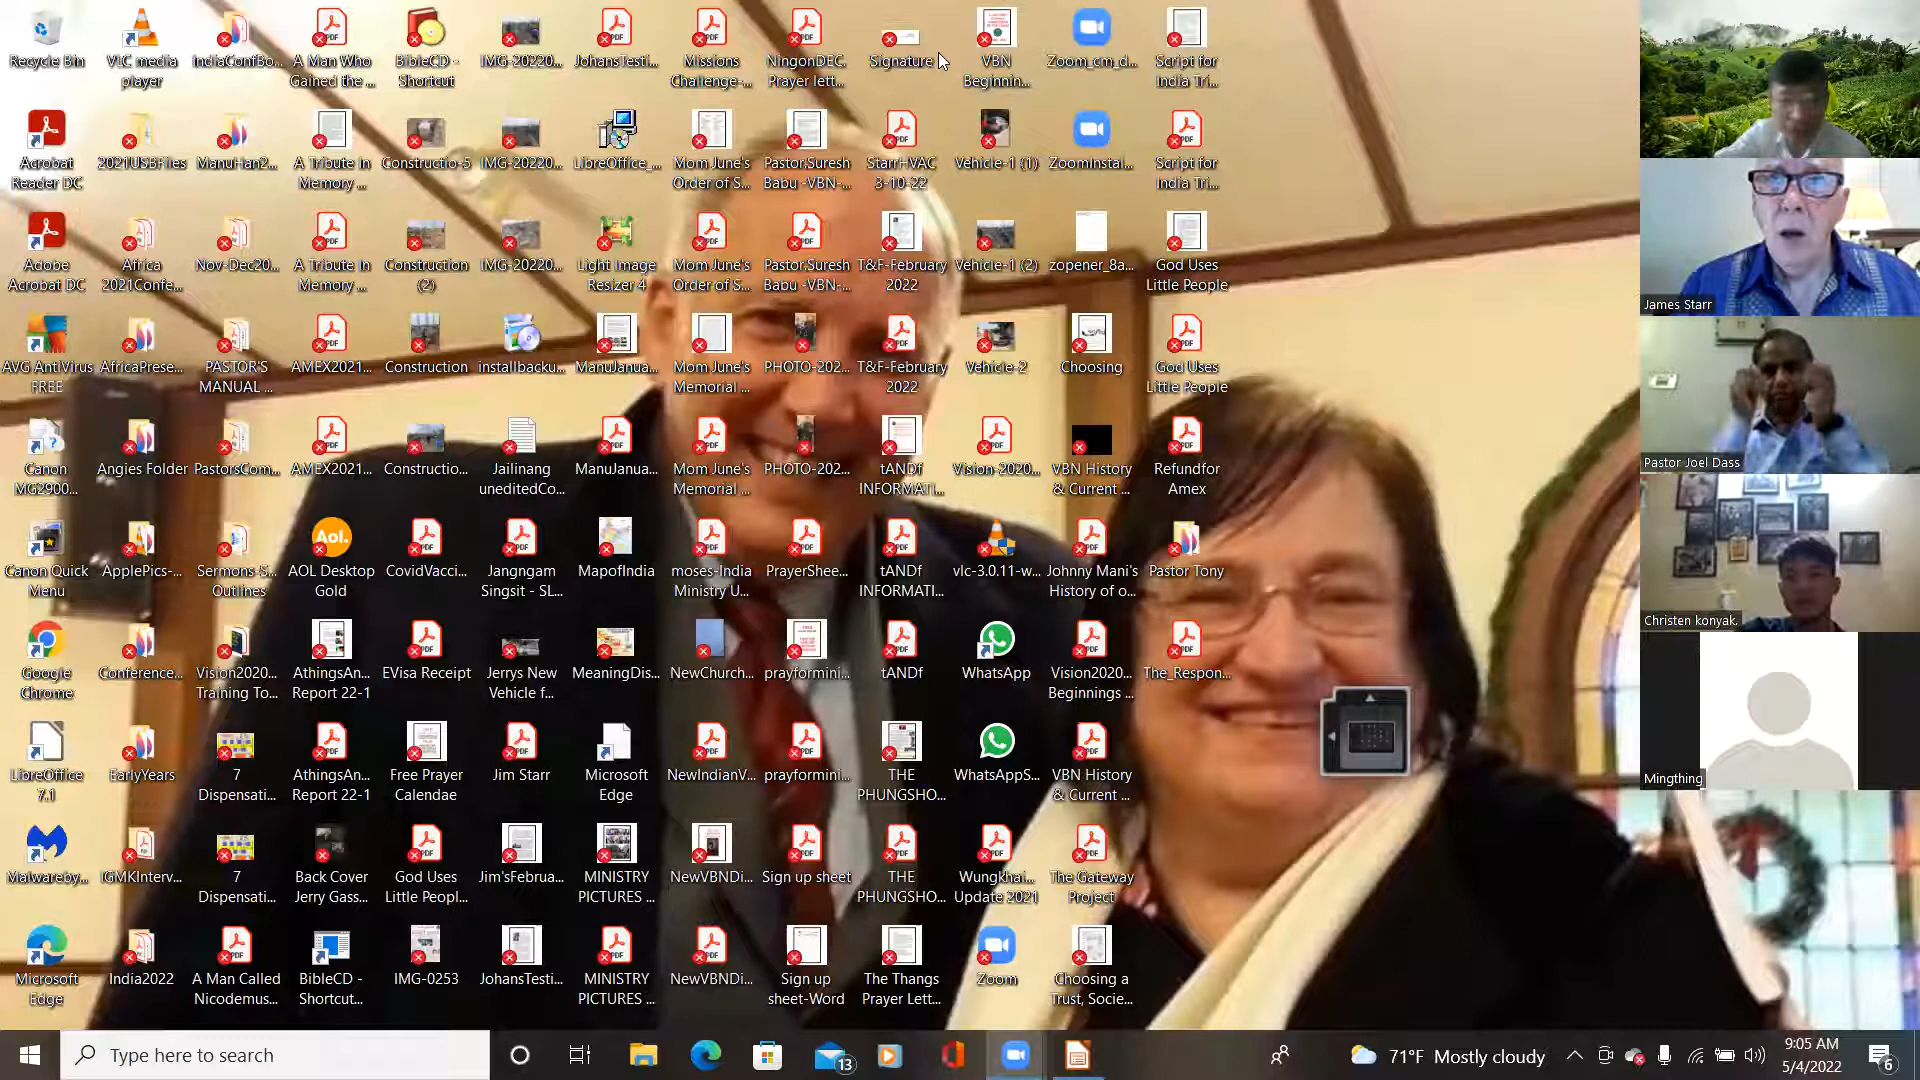 Recycle Bin
VLC media
player
IndiaConfBo...
A Man Who
Gained the ...
BibleCD -
Shortcut
IMG-20220...
JohansTesti...
Missions
Challenge-...
NingonDEC.
Prayer lett...
Signature
VBN
Beginnin...
Zoom_cm_d...
Script for
India Tri...
Acrobat
Reader DC
2021USBFiles
ManuHan2...
A Tribute in
Memory ...
Constructio-5
IMG-20220...
LibreOffice_...
Mom June's
Order of S...
Pastor.Suresh
Babu -VBN-...
StarrHVAC
3-10-22
Vehicle-1 (1)
ZoomInstal...
Script for
India Tri...
Adobe
Acrobat DC
Africa
2021Confe...
Nov-Dec20...
A Tribute in
Memory ...
Construction
(2)
IMG-20220...
Light Image
Resizer 4
Mom June's
Order of S...
Pastor.Suresh
Babu -VBN-...
T&F-February
2022
Vehicle-1 (2)
zopener_8a...
God Uses
Little People
AVG AntiVirus
FREE
AfricaPrese...
PASTOR'S
MANUAL ...
AMEX2021...
Construction
installbacku...
ManuJanua...
Mom June's
Memorial ...
PHOTO-202...
T&F-February
2022
Vehicle-2
Choosing
God Uses
Little People
Canon
MG2900...
Angies Folder
PastorsCom...
AMEX2021...
Constructio...
Jailinang
uneditedCo...
ManuJanua...
Mom June's
Memorial ...
PHOTO-202...
tANDf
INFORMATI...
Vision-2020...
VBN History
& Current ...
Refundfor
Amex
Canon Quick
Menu
ApplePics-...
Sermons-S...
Outlines
Aol.
AOL Desktop
Gold
CovidVacci...
Jangngam
Singsit - SL...
MapofIndia
moses-India
Ministry U...
PrayerShee...
tANDf
INFORMATI...
vlc-3.0.11-w...
Johnny Mani's
History of o...
Pastor Tony
Google
Chrome
Conference...
Vision2020...
Training To...
AthingsAn...
Report 22-1
EVisa Receipt
Jerrys New
Vehicle f...
MeaningDis...
NewChurch...
prayformini...
tANDf
WhatsApp
Vision2020...
Beginnings ...
The_Respon...
LibreOffice
7.1
EarlyYears
7
Dispensati...
AthingsAn...
Report 22-1
Free Prayer
Calendae
Jim Starr
Microsoft
Edge
NewIndianV...
prayformini...
THE
PHUNGSHO...
WhatsAppS...
VBN History
& Current ...
Malwareby...
IGMKInterv...
7
Dispensati...
Back Cover
Jerry Gass...
God Uses
Little Peopl...
Jim'sFebrua...
MINISTRY
PICTURES ...
NewVBNDi...
Sign up sheet
THE
PHUNGSHO...
Wungkhai...
Update 2021
The Gateway
Project
Microsoft
Edge
India2022
A Man Called
Nicodemus...
BibleCD -
Shortcut...
IMG-0253
JohansTesti...
MINISTRY
PICTURES ...
NewVBNDi...
Sign up
sheet-Word
The Thangs
Prayer Lett...
Zoom
Choosing a
Trust, Socie...
James Starr
Pastor Joel Dass
Christen konyak.
Mingthing
Type here to search
13
71°F Mostly cloudy
9:05 AM
5/4/2022
6